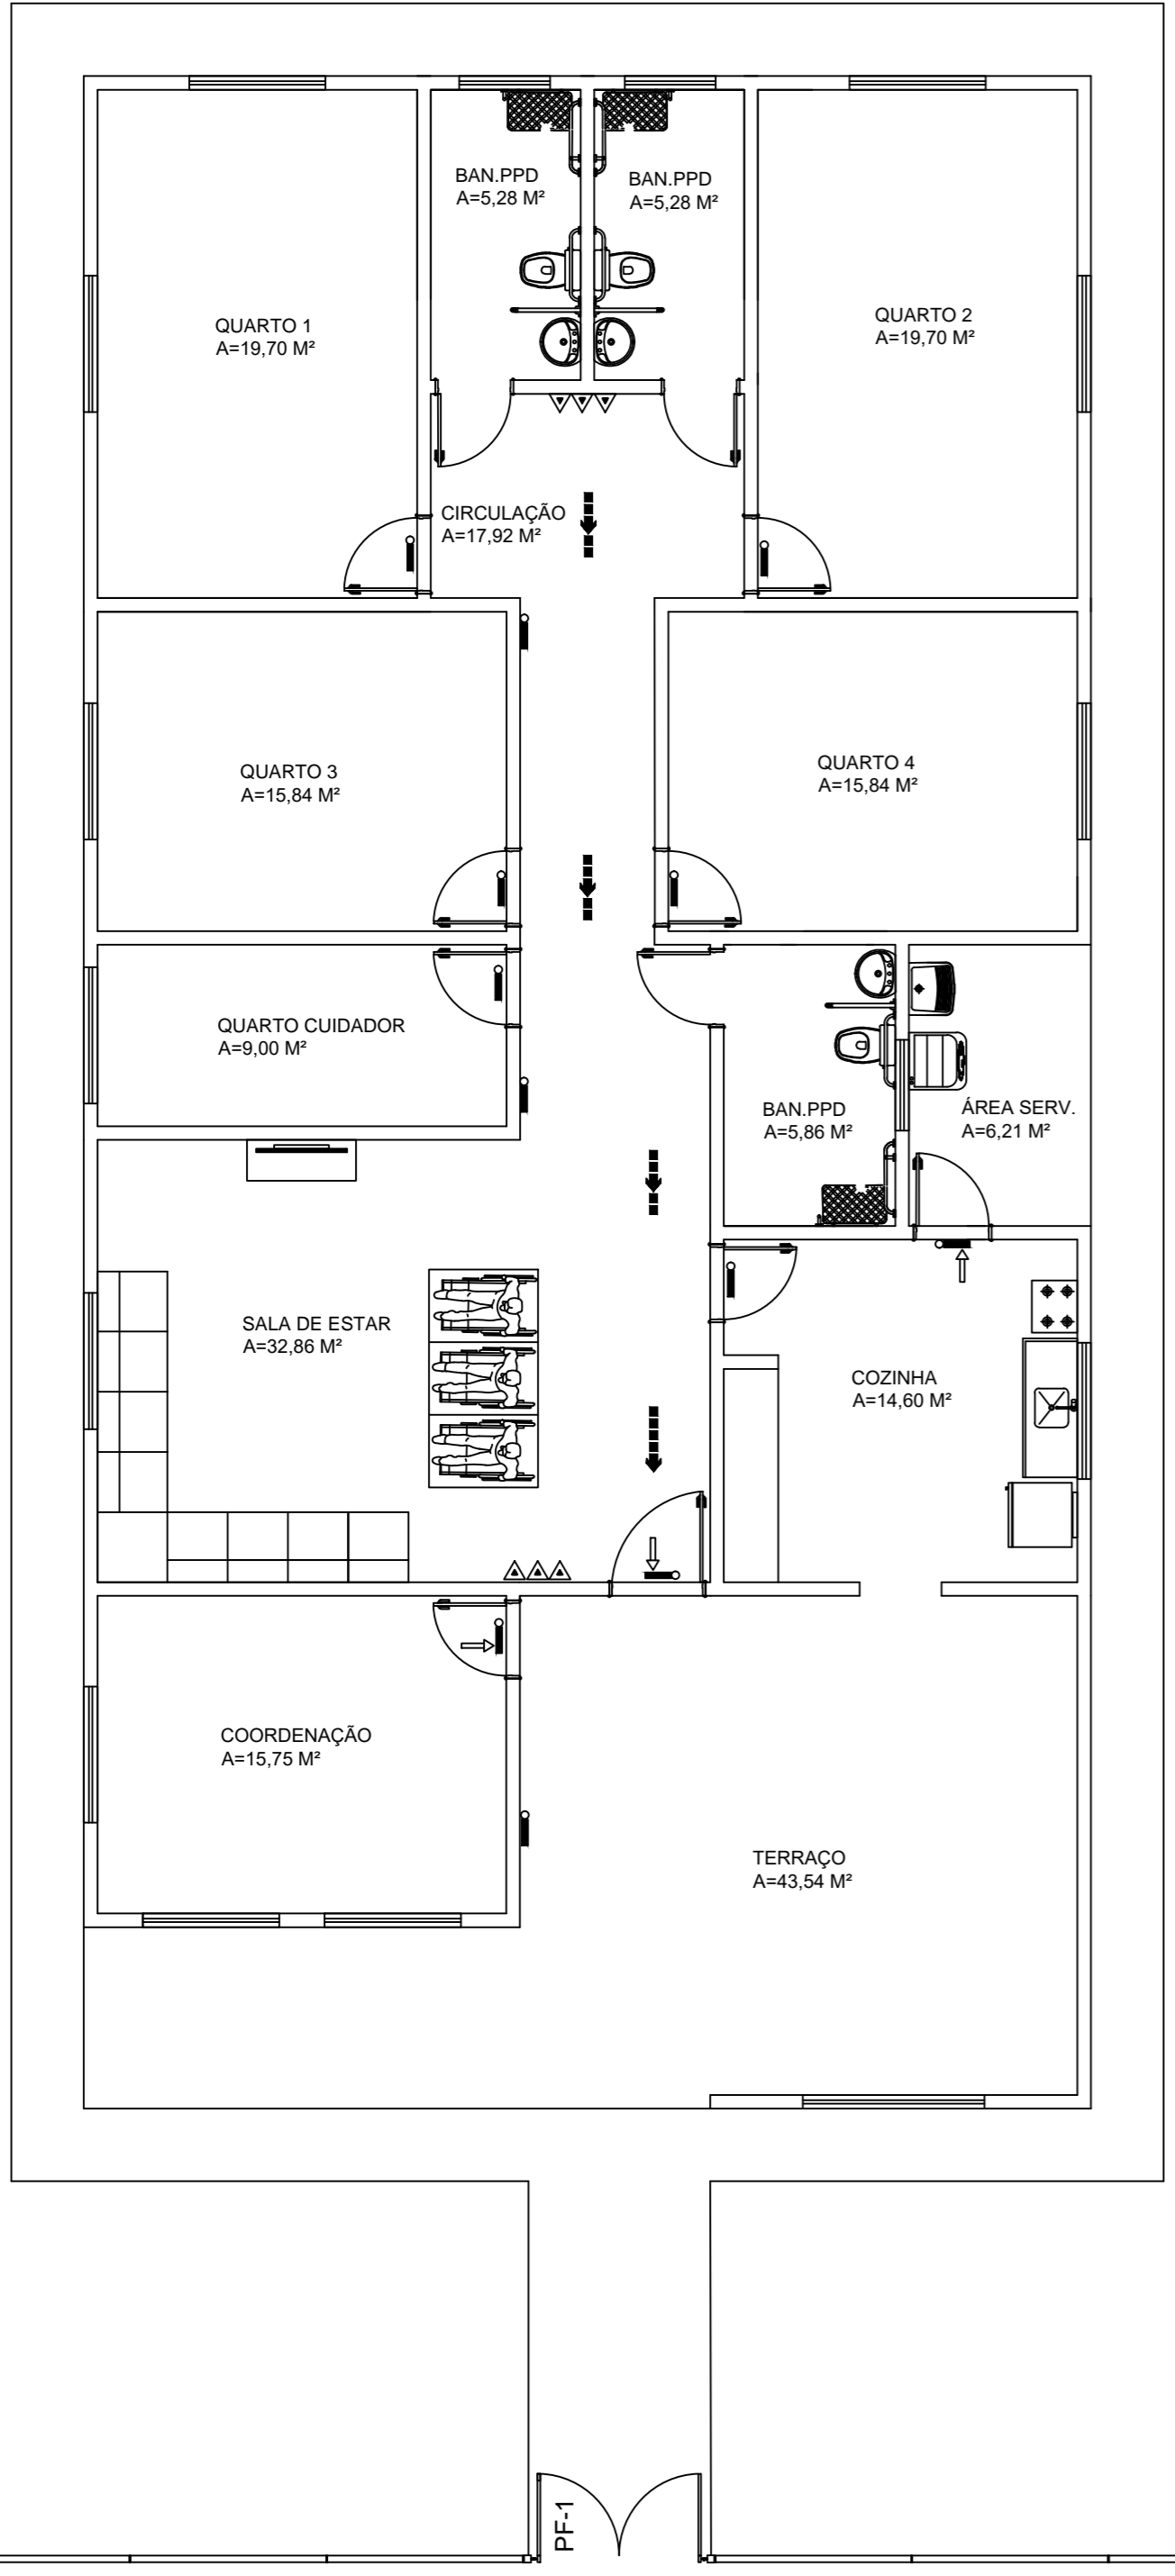 BAN.PPD
A=5,28 M²
BAN.PPD
A=5,28 M²
QUARTO 1
A=19,70 M²
QUARTO 2
A=19,70 M²
CIRCULAÇÃO
A=17,92 M²
QUARTO 3
A=15,84 M²
QUARTO 4
A=15,84 M²
QUARTO CUIDADOR
A=9,00 M²
BAN.PPD
A=5,86 M²
ÁREA SERV.
A=6,21 M²
SALA DE ESTAR
A=32,86 M²
COZINHA
A=14,60 M²
COORDENAÇÃO
A=15,75 M²
TERRAÇO
A=43,54 M²
PF-1